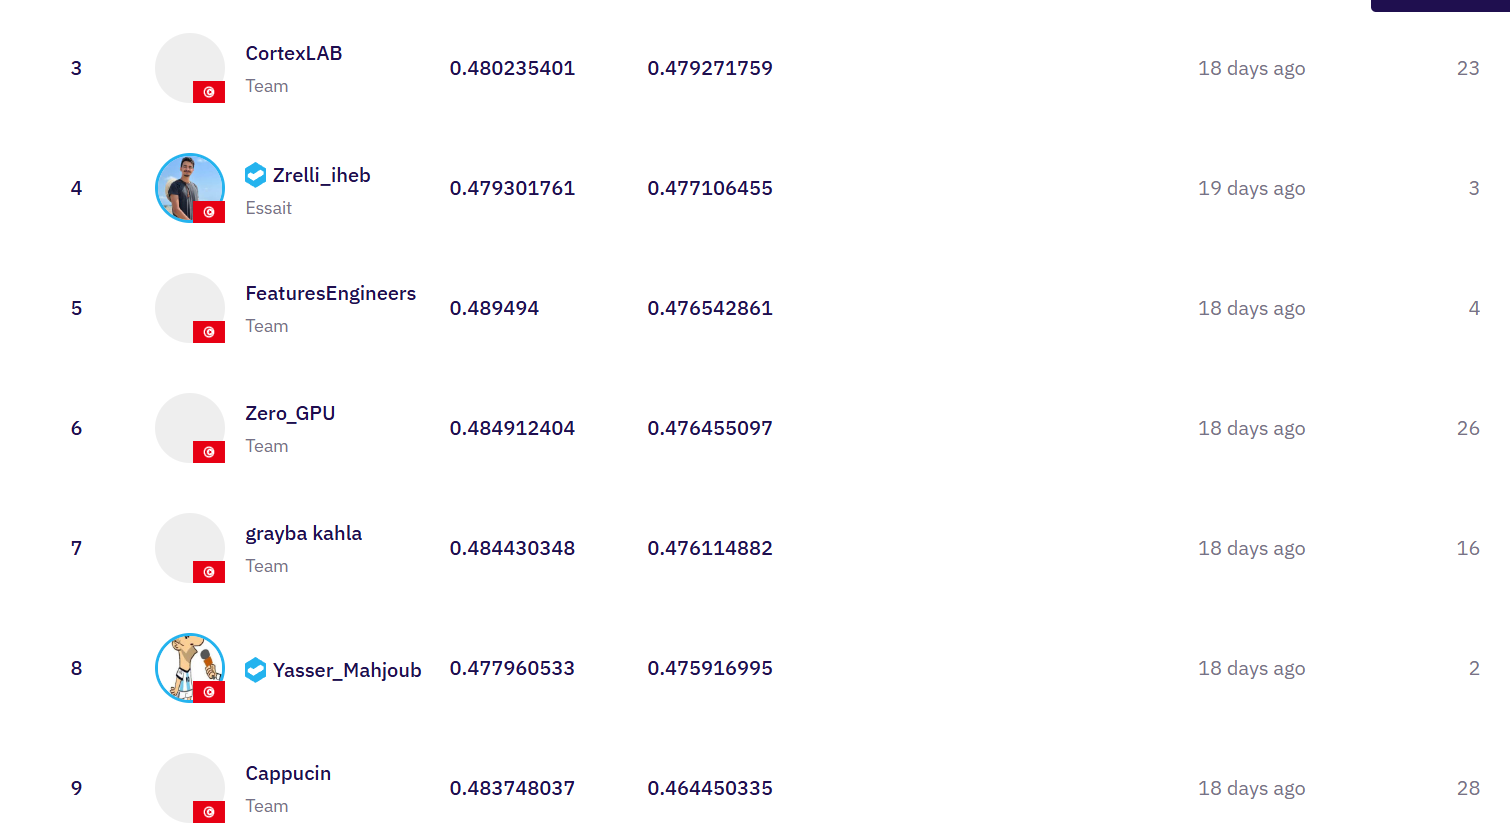 3 CortexLAB 0.480235401 0.479271759 18 days ago 23
Team
4 Zrelli_iheb 0.479301761 0.477106455 19 days ago 3
Essait
5 FeaturesEngineers 0.489494 0.476542861 18 days ago 4
Team
6 Zero_GPU 0.484912404 0.476455097 18 days ago 26
Team
7 grayba kahla 0.484430348 0.476114882 18 days ago 16
Team
8 Yasser_Mahjoub 0.477960533 0.475916995 18 days ago 2
9 Cappucin 0.483748037 0.464450335 18 days ago 28
Team